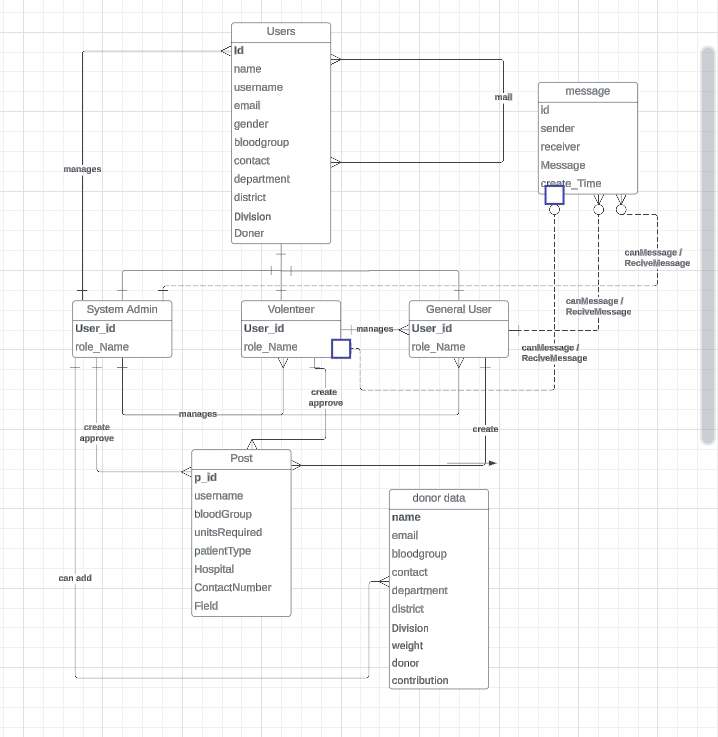 Users
Id
name
username
email
gender
bloodgroup
contact
department
district
Division
Doner
mail
message
id
sender
receiver
Message
create_Time
manages
canMessage /
ReciveMessage
canMessage /
ReciveMessage
canMessage /
ReciveMessage
System Admin
User_id
role_Name
Volenteer
User_id
role_Name
manages
General User
User_id
role_Name
create
approve
manages
create
approve
create
Post
p_id
username
bloodGroup
unitsRequired
patientType
Hospital
ContactNumber
Field
can add
donor data
name
email
bloodgroup
contact
department
district
Division
weight
donor
contribution